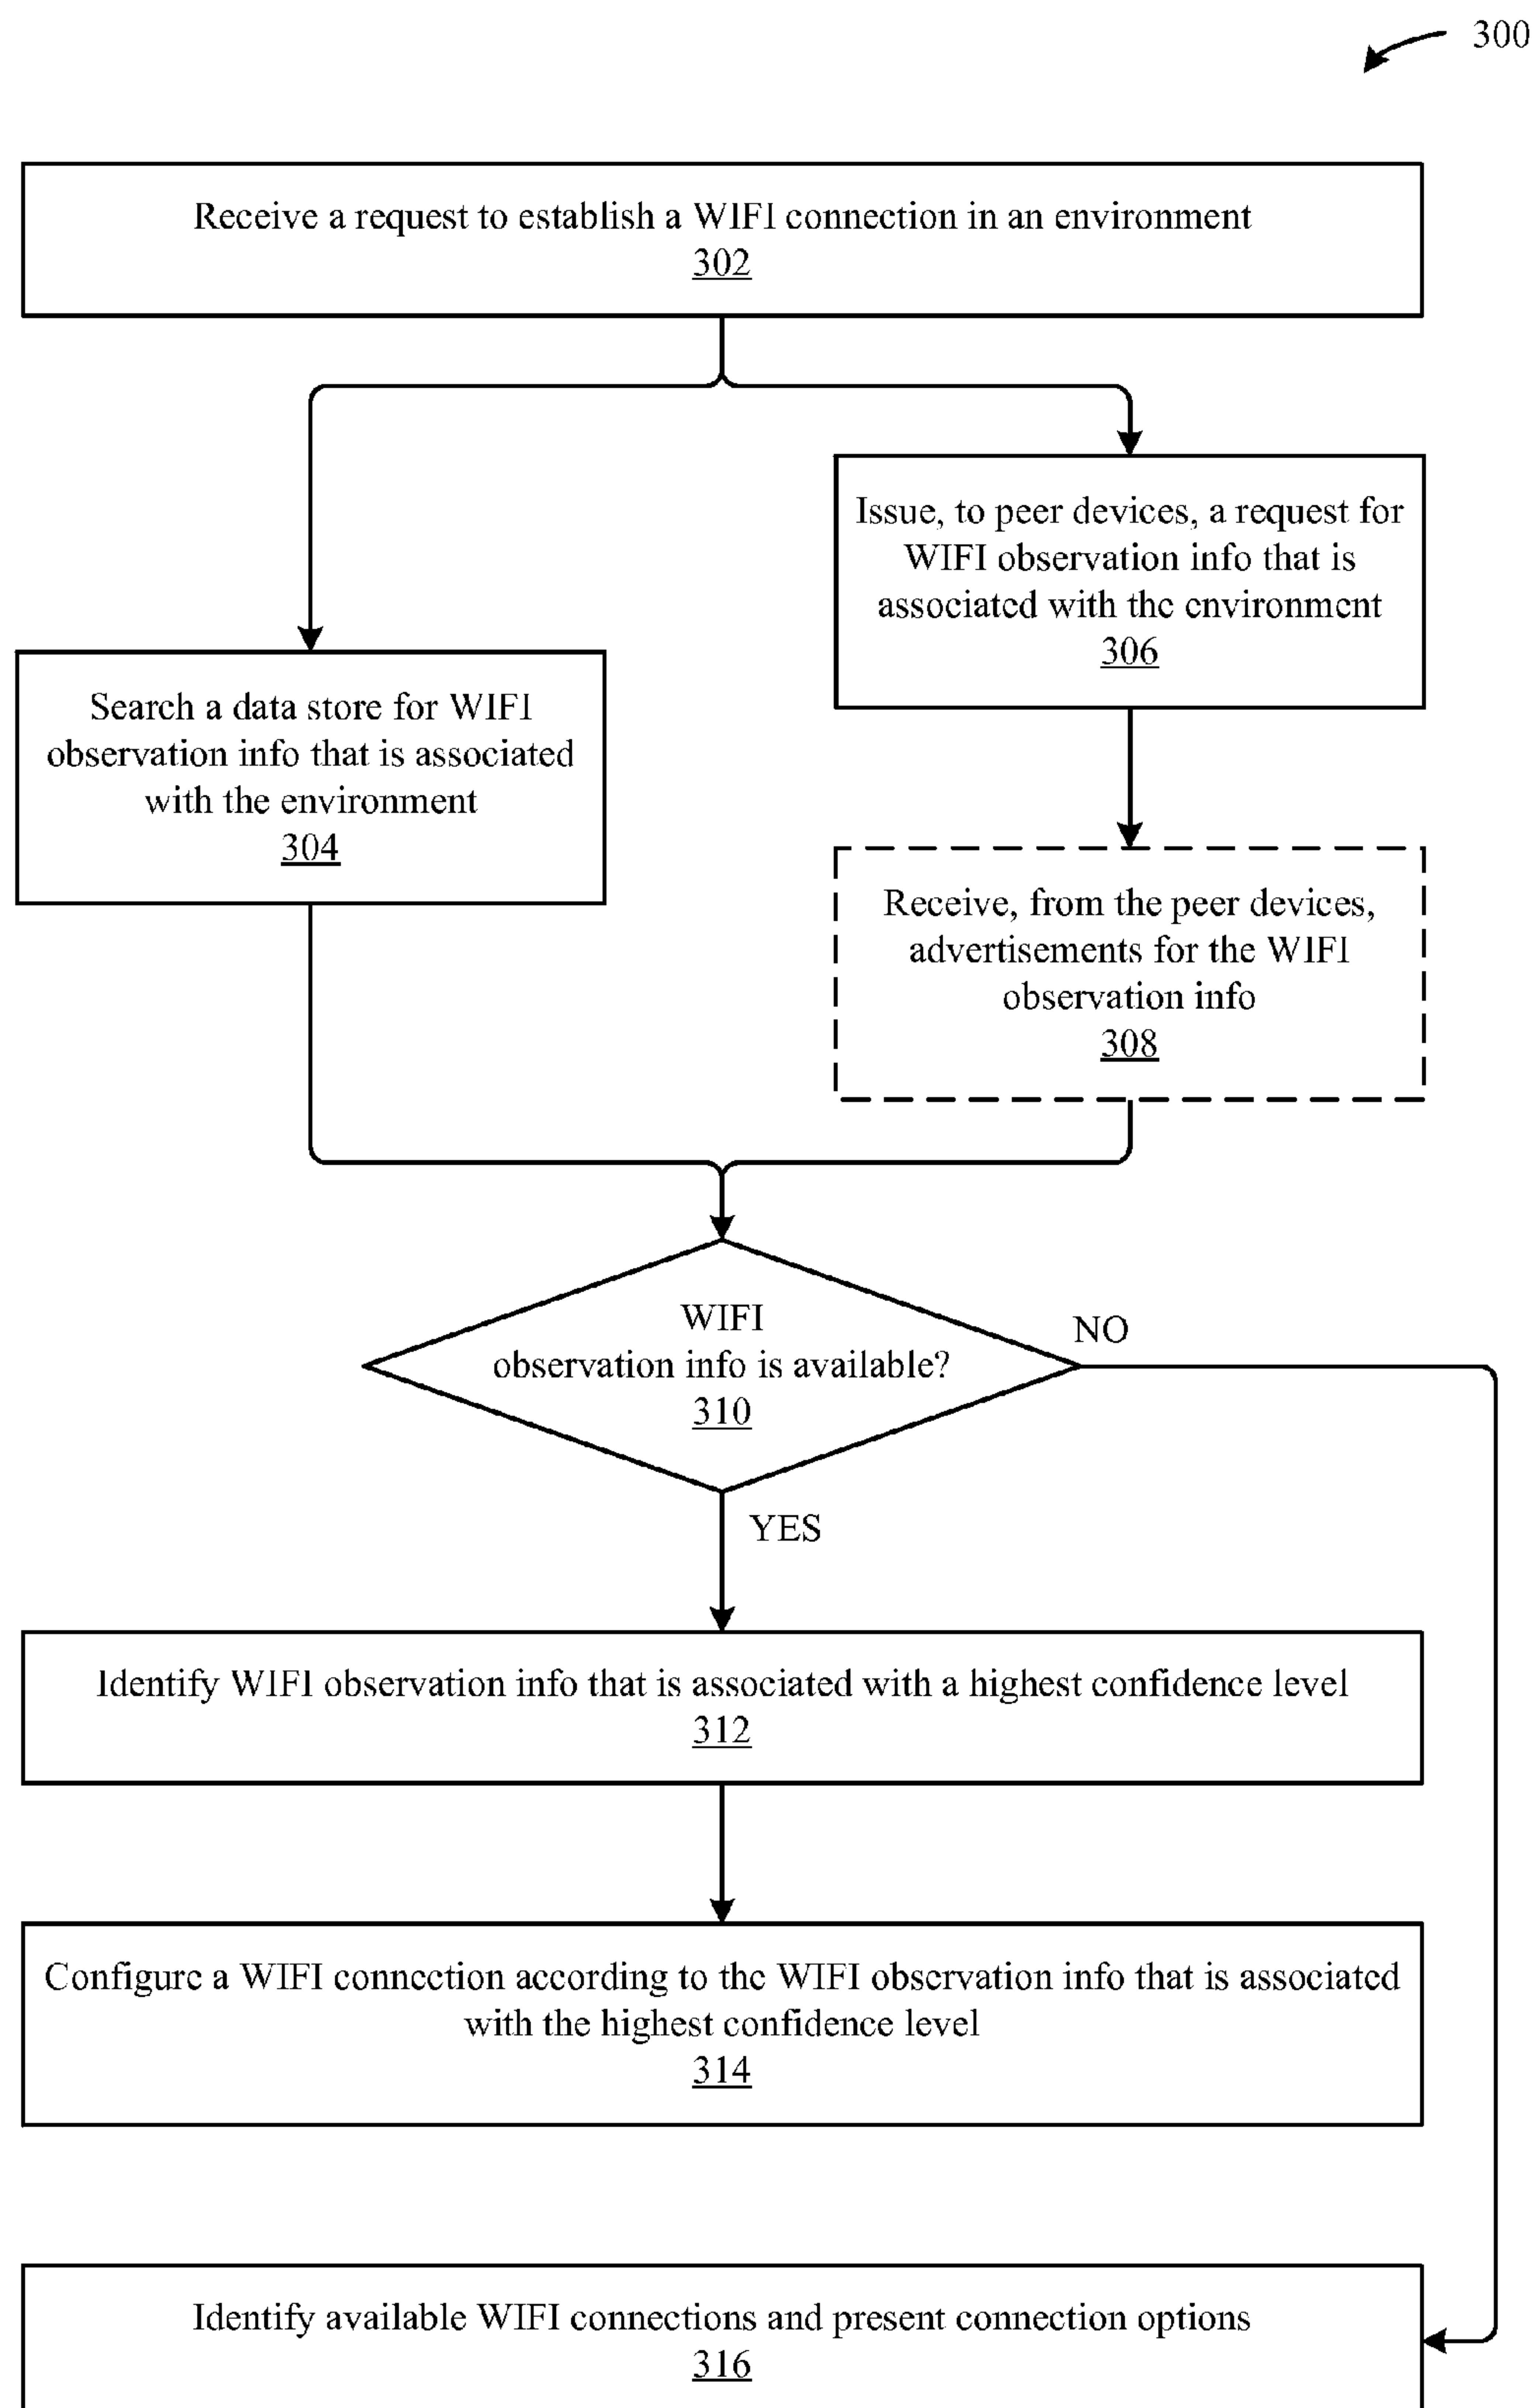 300
Receive a request to establish a WIFI connection in an environment
302
Issue, to peer devices, a request for
WIFI observation info that is
associated with the environment
306
Search a data store for WIFI
observation info that is associated
with the environment
304
Receive, from the peer devices,
advertisements for the WIFI
observation info
308
WIFI
observation info is available?
310
NO
YES
Identify WIFI observation info that is associated with a highest confidence level
312
Configure a WIFI connection according to the WIFI observation info that is associated
with the highest confidence level
314
Identify available WIFI connections and present connection options
316